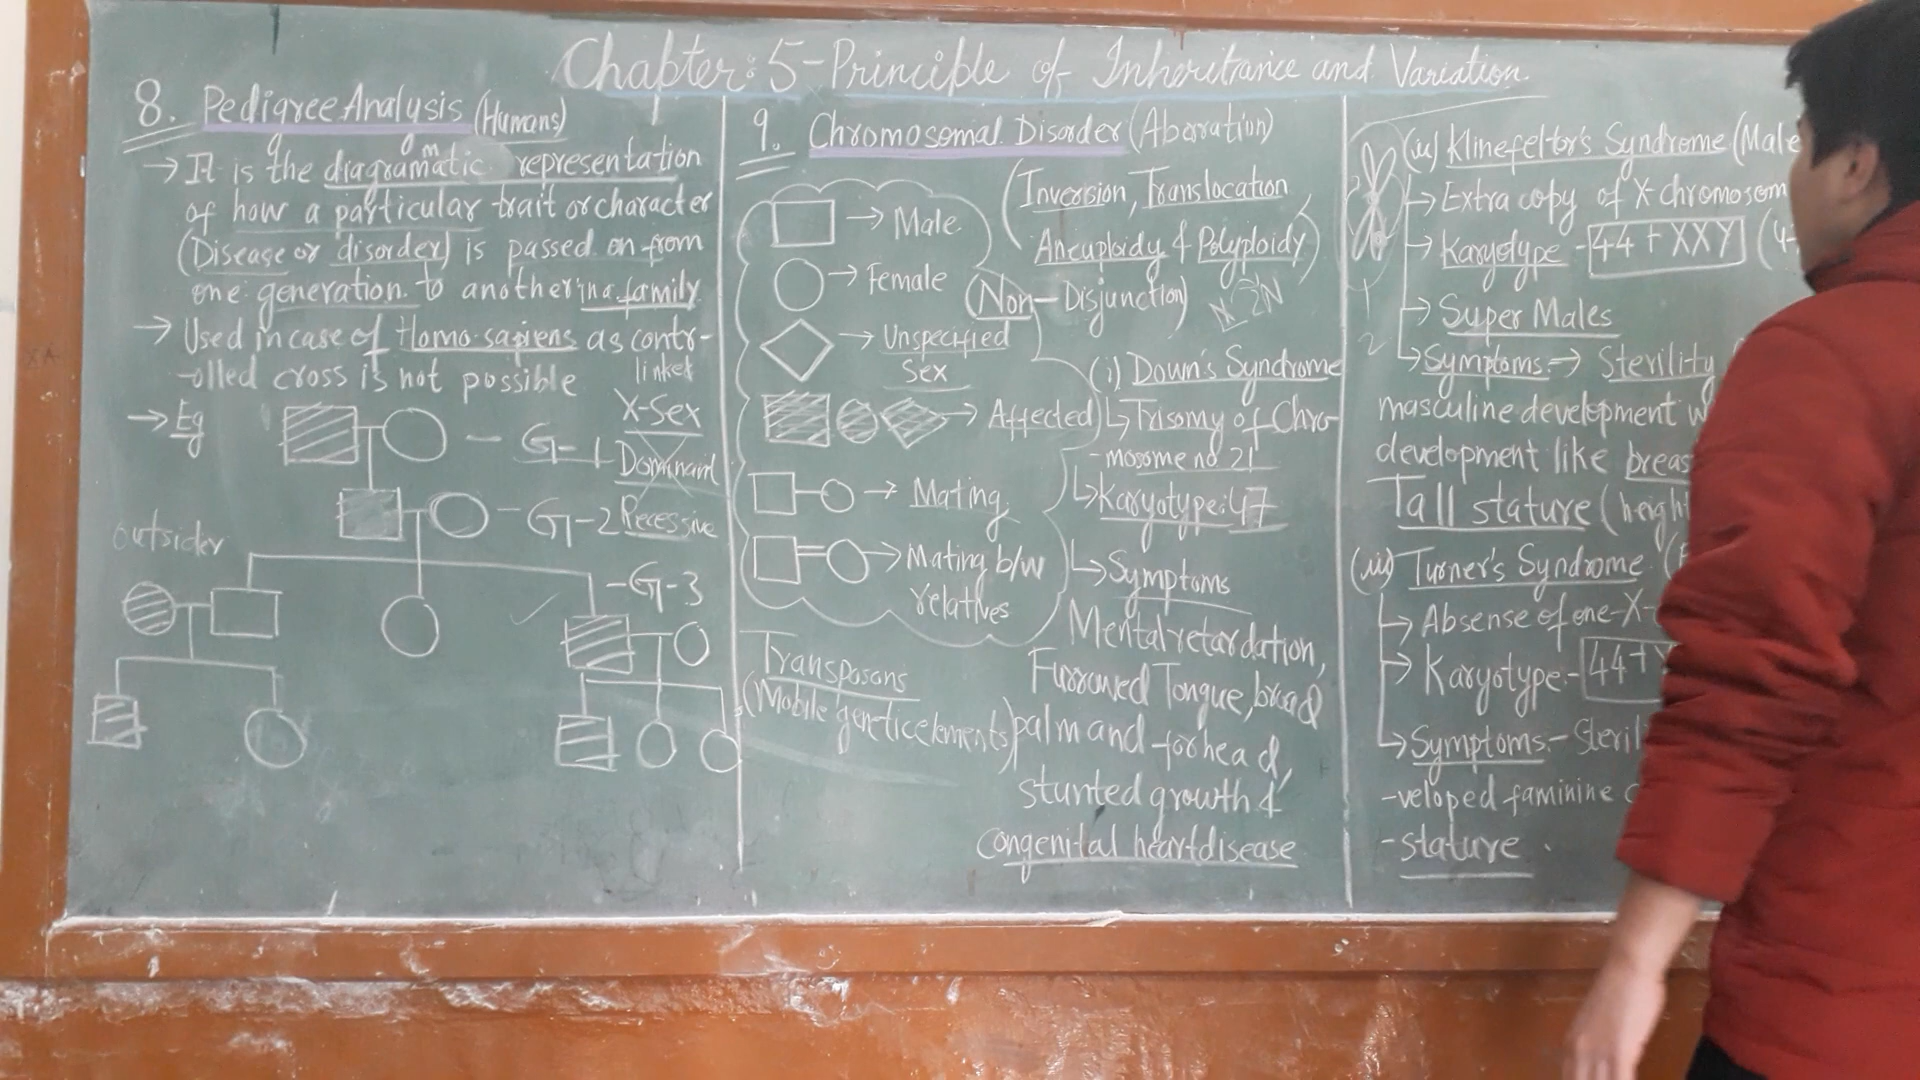 Chapter: 5 - Principle of Inheritance and Variation.
8. Pedigree Analysis (Humans)
→ It is the diagramatic representation
m
of how a particular trait or character
(Disease or disorder) is passed on from
one generation to another in a family
→ Used in case of Homo-sapiens as contr-
-olled cross is not possible
→ Eg
linked
X-Sex
Dominant
Recessive
- G-1
- G-2
- G-3
outsider
9. Chromosomal Disorder (Aboration)
(Inversion, Translocation
Aneuploidy & Polyploidy)
(Non-Disjunction)
N 2N
→ Male
→ Female
→ Unspecified
Sex
→ Affected
→ Mating
→ Mating b/w
relatives
Transposons
(Mobile genetic elements)
(i) Down's Syndrome
↳ Trisomy of Chro-
-mosome no 21
↳ Karyotype: 47
↳ Symptoms
Mental retardation,
Furrowed Tongue, broad
palm and forhead,
stunted growth &
congenital heart disease
1
2
(ii) Klinefeltor's Syndrome (Male
→ Extra copy of X-chromosom
→ Karyotype - 44 + XXY
→ Super Males
↳ Symptoms → Sterility
masculine development
development like breas
Tall stature (height
(iii) Turner's Syndrome
→ Absense of one-X-
→ Karyotype - 44+
→ Symptoms - Steril
-veloped faminine
-stature.